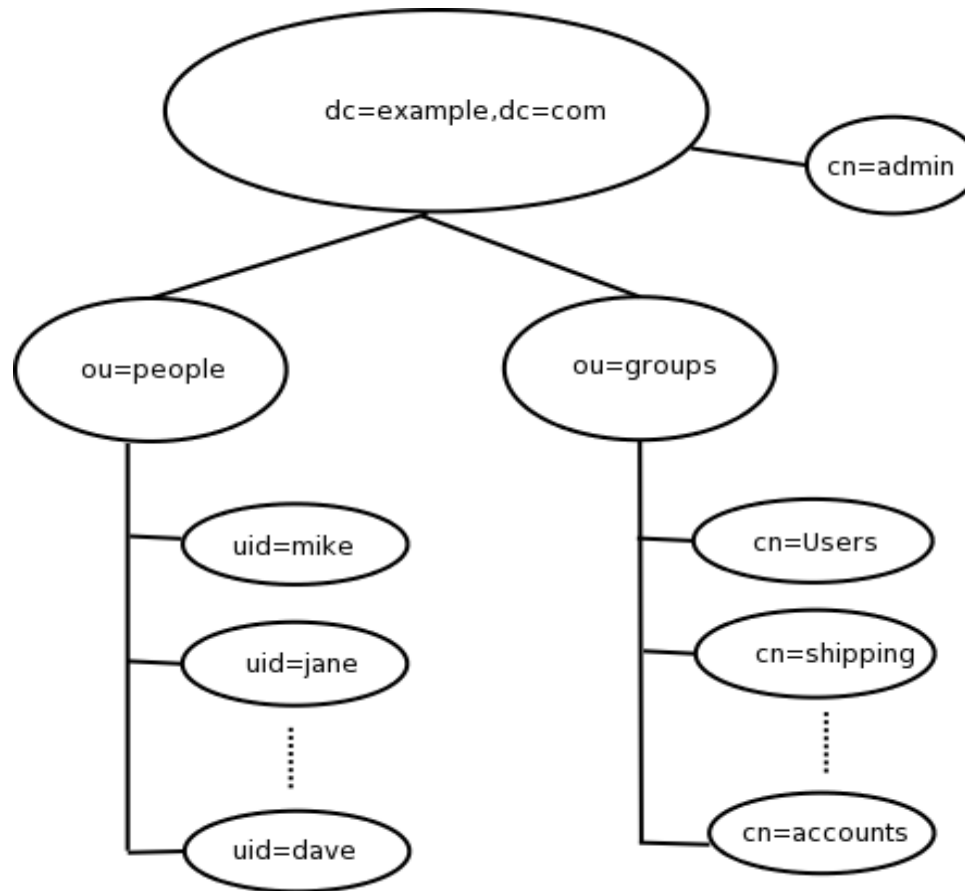 dc=example,dc=com
cn=admin
ou=people
ou=groups
uid=mike
cn=Users
uid=jane
cn=shipping
uid=dave
cn=accounts